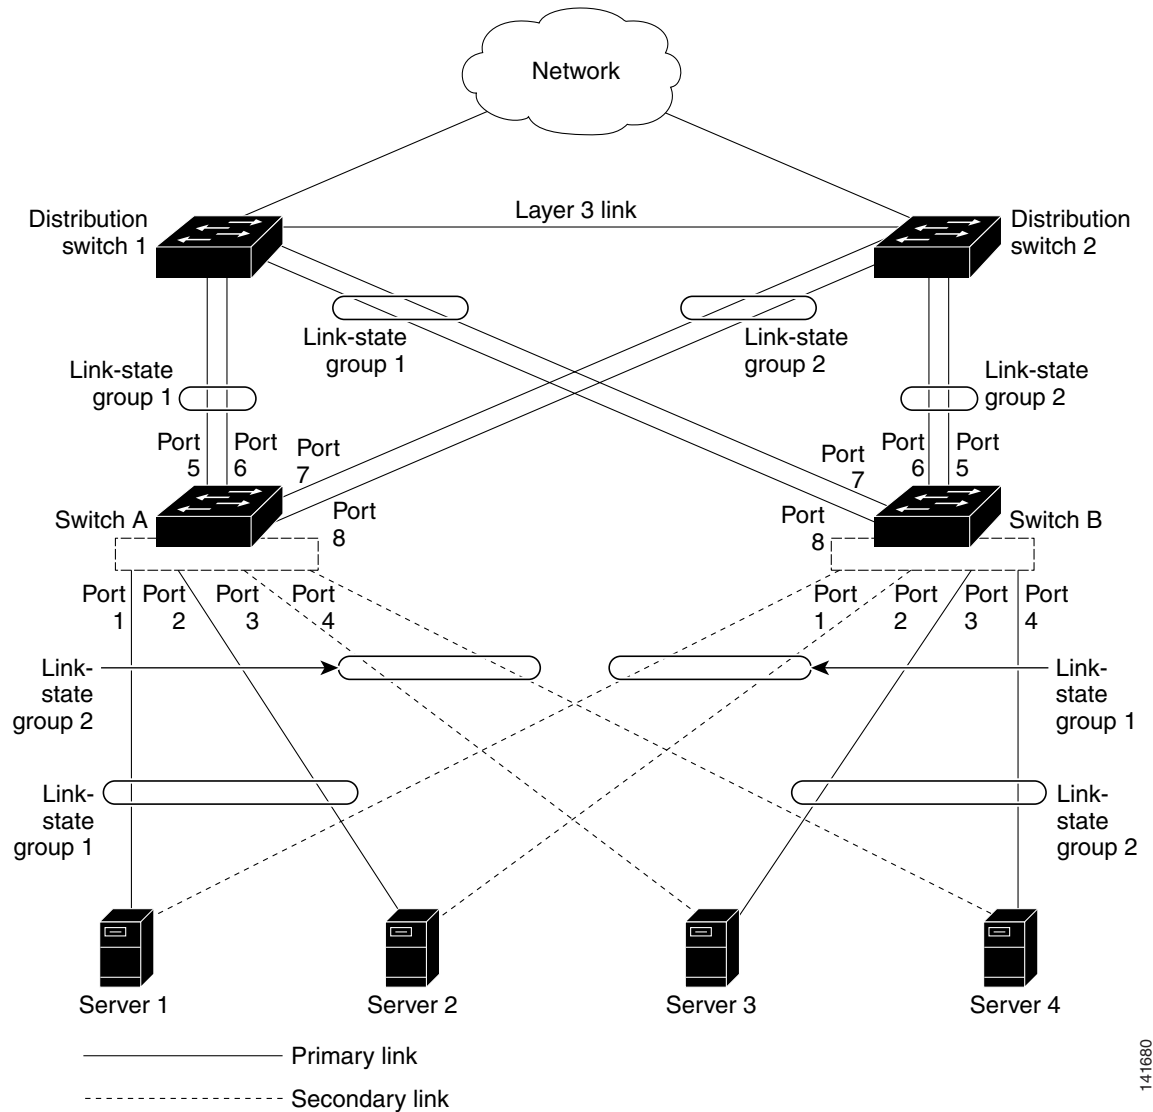 Network
Layer 3 link
Distribution
switch 1
Distribution
switch 2
Link-state
group 1
Link-state
group 2
Link-state
group 1
Link-state
group 2
Port
5
Port
6
Port
7
Port
8
Port
7
Port
6
Port
5
Port
8
Switch A
Switch B
Port
1
Port
2
Port
3
Port
4
Port
1
Port
2
Port
3
Port
4
Link-
state
group 2
Link-
state
group 1
Link-
state
group 1
Link-
state
group 2
Server 1
Server 2
Server 3
Server 4
Primary link
Secondary link
141680